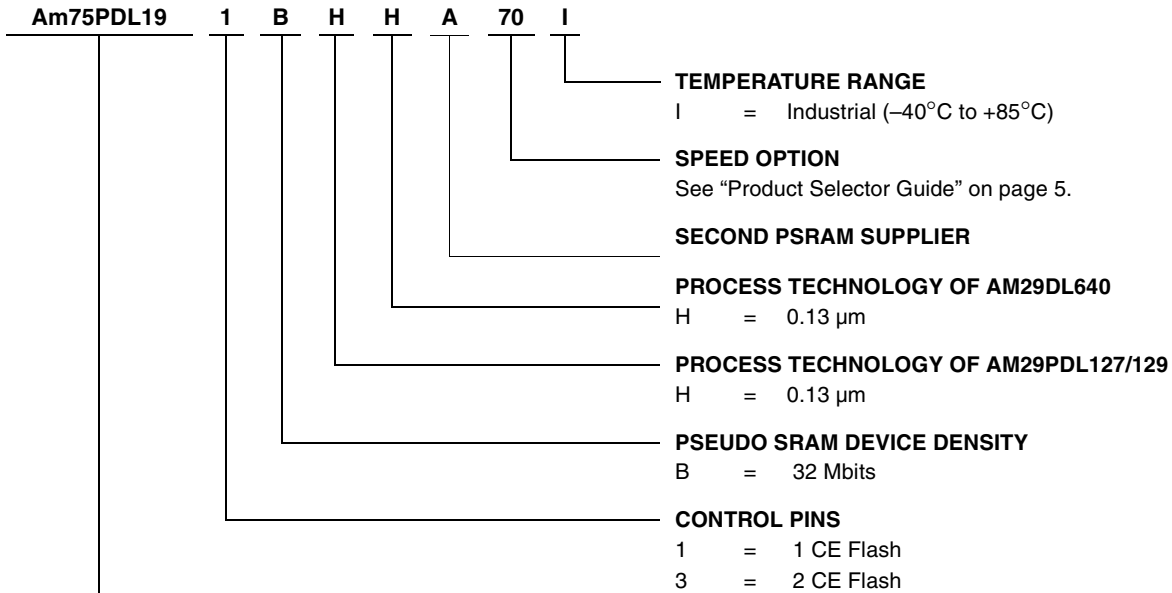 Am75PDL19 1 B H H A 70 I
TEMPERATURE RANGE
I = Industrial (–40°C to +85°C)
SPEED OPTION
See “Product Selector Guide” on page 5.
SECOND PSRAM SUPPLIER
PROCESS TECHNOLOGY OF AM29DL640
H = 0.13 µm
PROCESS TECHNOLOGY OF AM29PDL127/129
H = 0.13 µm
PSEUDO SRAM DEVICE DENSITY
B = 32 Mbits
CONTROL PINS
1 = 1 CE Flash
3 = 2 CE Flash